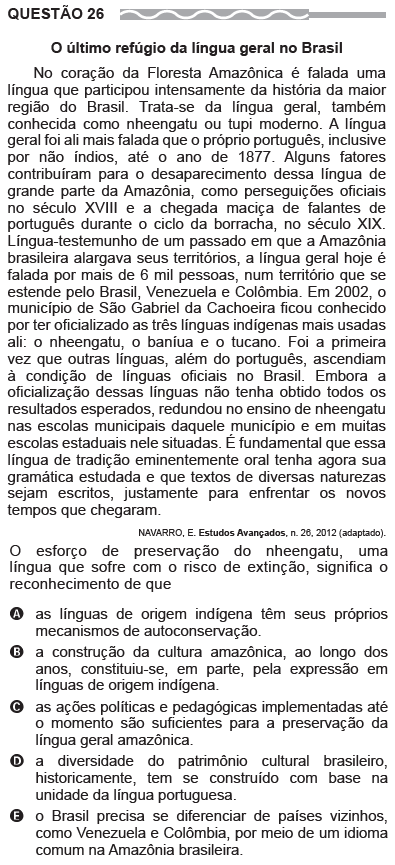 QUESTÃO 26
O último refúgio da língua geral no Brasil
No coração da Floresta Amazônica é falada uma
língua que participou intensamente da história da maior
região do Brasil. Trata-se da língua geral, também
conhecida como nheengatu ou tupi moderno. A língua
geral foi ali mais falada que o próprio português, inclusive
por não índios, até o ano de 1877. Alguns fatores
contribuíram para o desaparecimento dessa língua de
grande parte da Amazônia, como perseguições oficiais
no século XVIII e a chegada maciça de falantes de
português durante o ciclo da borracha, no século XIX.
Língua-testemunho de um passado em que a Amazônia
brasileira alargava seus territórios, a língua geral hoje é
falada por mais de 6 mil pessoas, num território que se
estende pelo Brasil, Venezuela e Colômbia. Em 2002, o
município de São Gabriel da Cachoeira ficou conhecido
por ter oficializado as três línguas indígenas mais usadas
ali: o nheengatu, o baníua e o tucano. Foi a primeira
vez que outras línguas, além do português, ascendiam
à condição de línguas oficiais no Brasil. Embora a
oficialização dessas línguas não tenha obtido todos os
resultados esperados, redundou no ensino de nheengatu
nas escolas municipais daquele município e em muitas
escolas estaduais nele situadas. É fundamental que essa
língua de tradição eminentemente oral tenha agora sua
gramática estudada e que textos de diversas naturezas
sejam escritos, justamente para enfrentar os novos
tempos que chegaram.
NAVARRO, E. Estudos Avançados, n. 26, 2012 (adaptado).
O esforço de preservação do nheengatu, uma
língua que sofre com o risco de extinção, significa o
reconhecimento de que
A as línguas de origem indígena têm seus próprios
mecanismos de autoconservação.
B a construção da cultura amazônica, ao longo dos
anos, constituiu-se, em parte, pela expressão em
línguas de origem indígena.
C as ações políticas e pedagógicas implementadas até
o momento são suficientes para a preservação da
língua geral amazônica.
D a diversidade do patrimônio cultural brasileiro,
historicamente, tem se construído com base na
unidade da língua portuguesa.
E o Brasil precisa se diferenciar de países vizinhos,
como Venezuela e Colômbia, por meio de um idioma
comum na Amazônia brasileira.